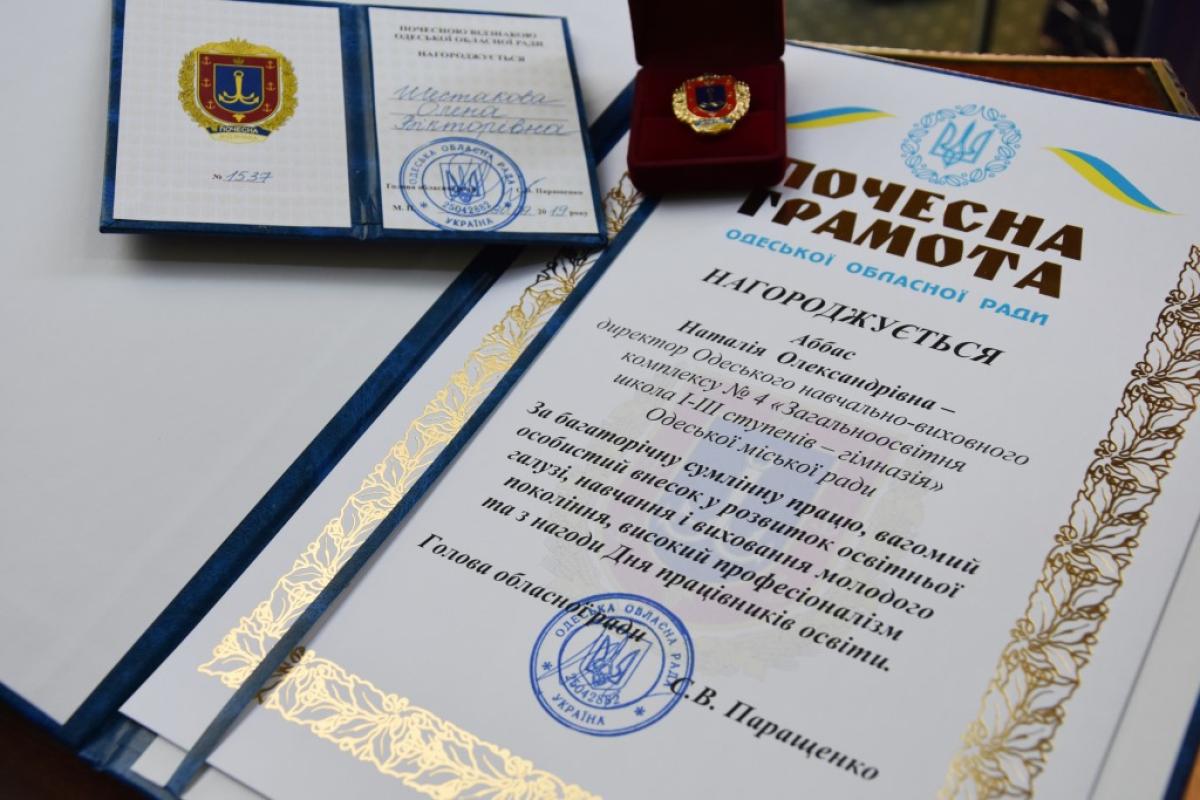 ПОЧЕСНА
№ 1537
ПОЧЕСНОЮ ВІДЗНАКОЮ
ОДЕСЬКОЇ ОБЛАСНОЇ РАДИ
НАГОРОДЖУЄТЬСЯ
Шестакова
Олена
Вікторівна
Голова обласної ради С.В. Паращенко
М. П. 2019 року
ОДЕСЬКА ОБЛАСНА РАДА
25042882
УКРАЇНА
ПОЧЕСНА
ГРАМОТА
ОДЕСЬКОЇ ОБЛАСНОЇ РАДИ
НАГОРОДЖУЄТЬСЯ
Аббас
Наталія Олександрівна –
директор Одеського навчально-виховного
комплексу № 4 «Загальноосвітня
школа І-ІІІ ступенів – гімназія»
Одеської міської ради
За багаторічну сумлінну працю, вагомий
особистий внесок у розвиток освітньої
галузі, навчання і виховання молодого
покоління, високий професіоналізм
та з нагоди Дня працівників освіти.
Голова обласної ради
С.В. Паращенко
ОДЕСЬКА ОБЛАСНА РАДА
25042882
УКРАЇНА